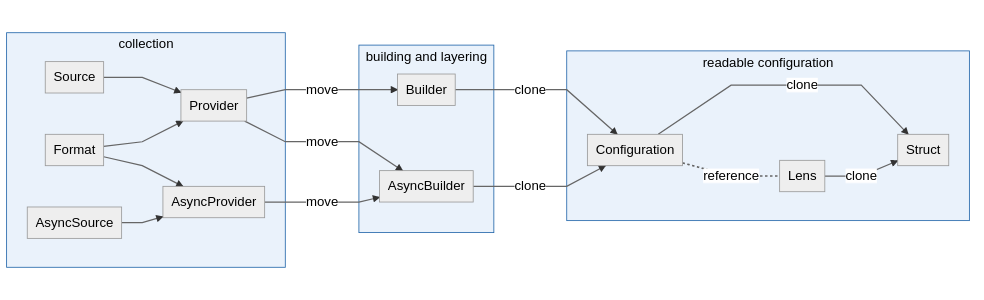 collection
Source
Format
AsyncSource
Provider
AsyncProvider
move
move
move
building and layering
Builder
AsyncBuilder
clone
clone
readable configuration
Configuration
clone
reference
Lens
clone
Struct